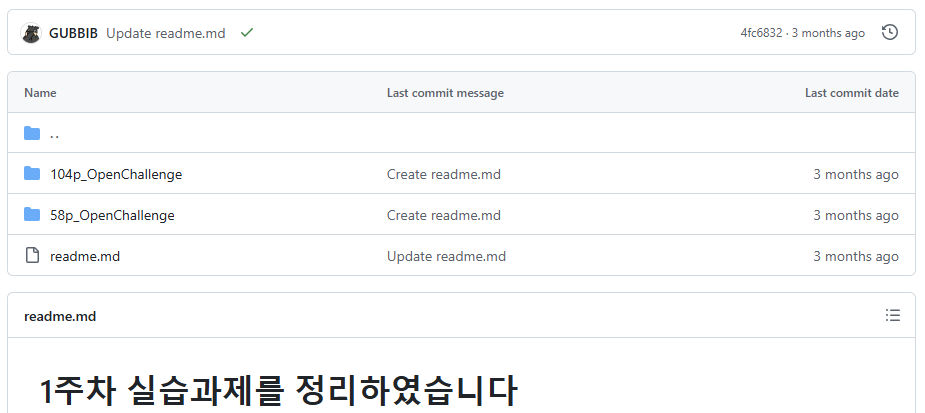 GUBBIB Update readme.md 4fc6832 · 3 months ago
Name Last commit message Last commit date
..
104p_OpenChallenge Create readme.md 3 months ago
58p_OpenChallenge Create readme.md 3 months ago
readme.md Update readme.md 3 months ago
readme.md
1주차 실습과제를 정리하였습니다